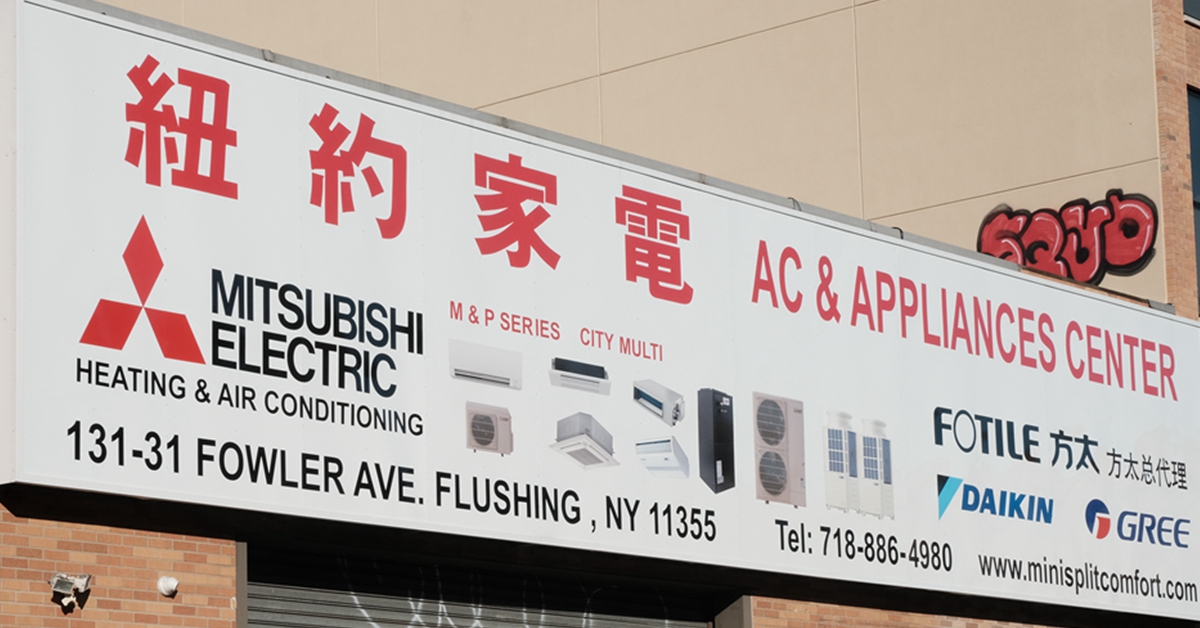 紐約家電
AC & APPLIANCES CENTER
SQUD
MITSUBISHI
ELECTRIC
HEATING & AIR CONDITIONING
M & P SERIES
CITY MULTI
131-31 FOWLER AVE. FLUSHING , NY 11355
FOTILE 方太 方太总代理
DAIKIN
GREE
Tel: 718-886-4980
www.minisplitcomfort.com